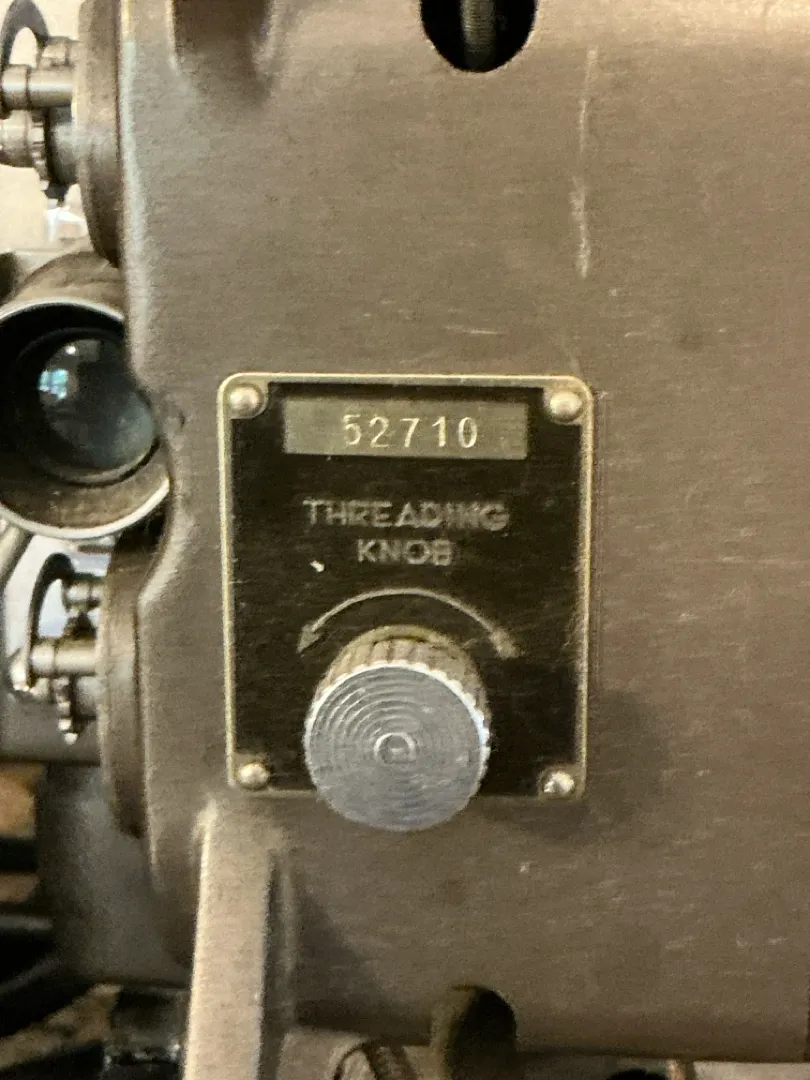 52710
THREADING
KNOB